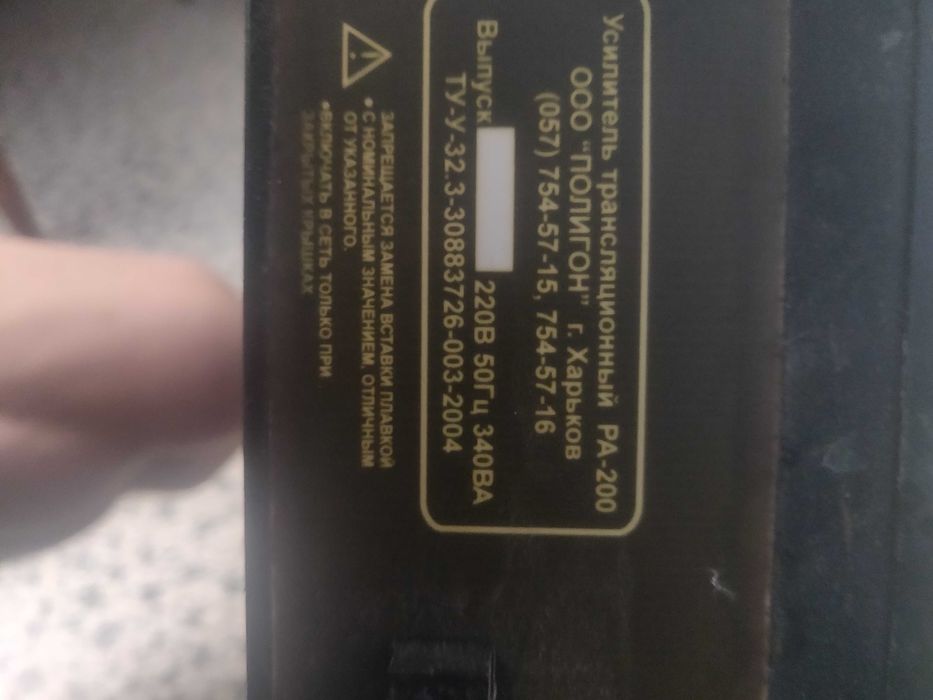 Усилитель трансляционный РА-200
ООО "ПОЛИГОН" г. Харьков
(057) 754-57-15, 754-57-16
Выпуск 220В 50Гц 340ВА
ТУ-У-32.3-30883726-003-2004
ЗАПРЕЩАЕТСЯ ЗАМЕНА ВСТАВКИ ПЛАВКОЙ
• С НОМИНАЛЬНЫМ ЗНАЧЕНИЕМ, ОТЛИЧНЫМ
ОТ УКАЗАННОГО.
•ВКЛЮЧАТЬ В СЕТЬ ТОЛЬКО ПРИ
ЗАКРЫТЫХ КРЫШКАХ